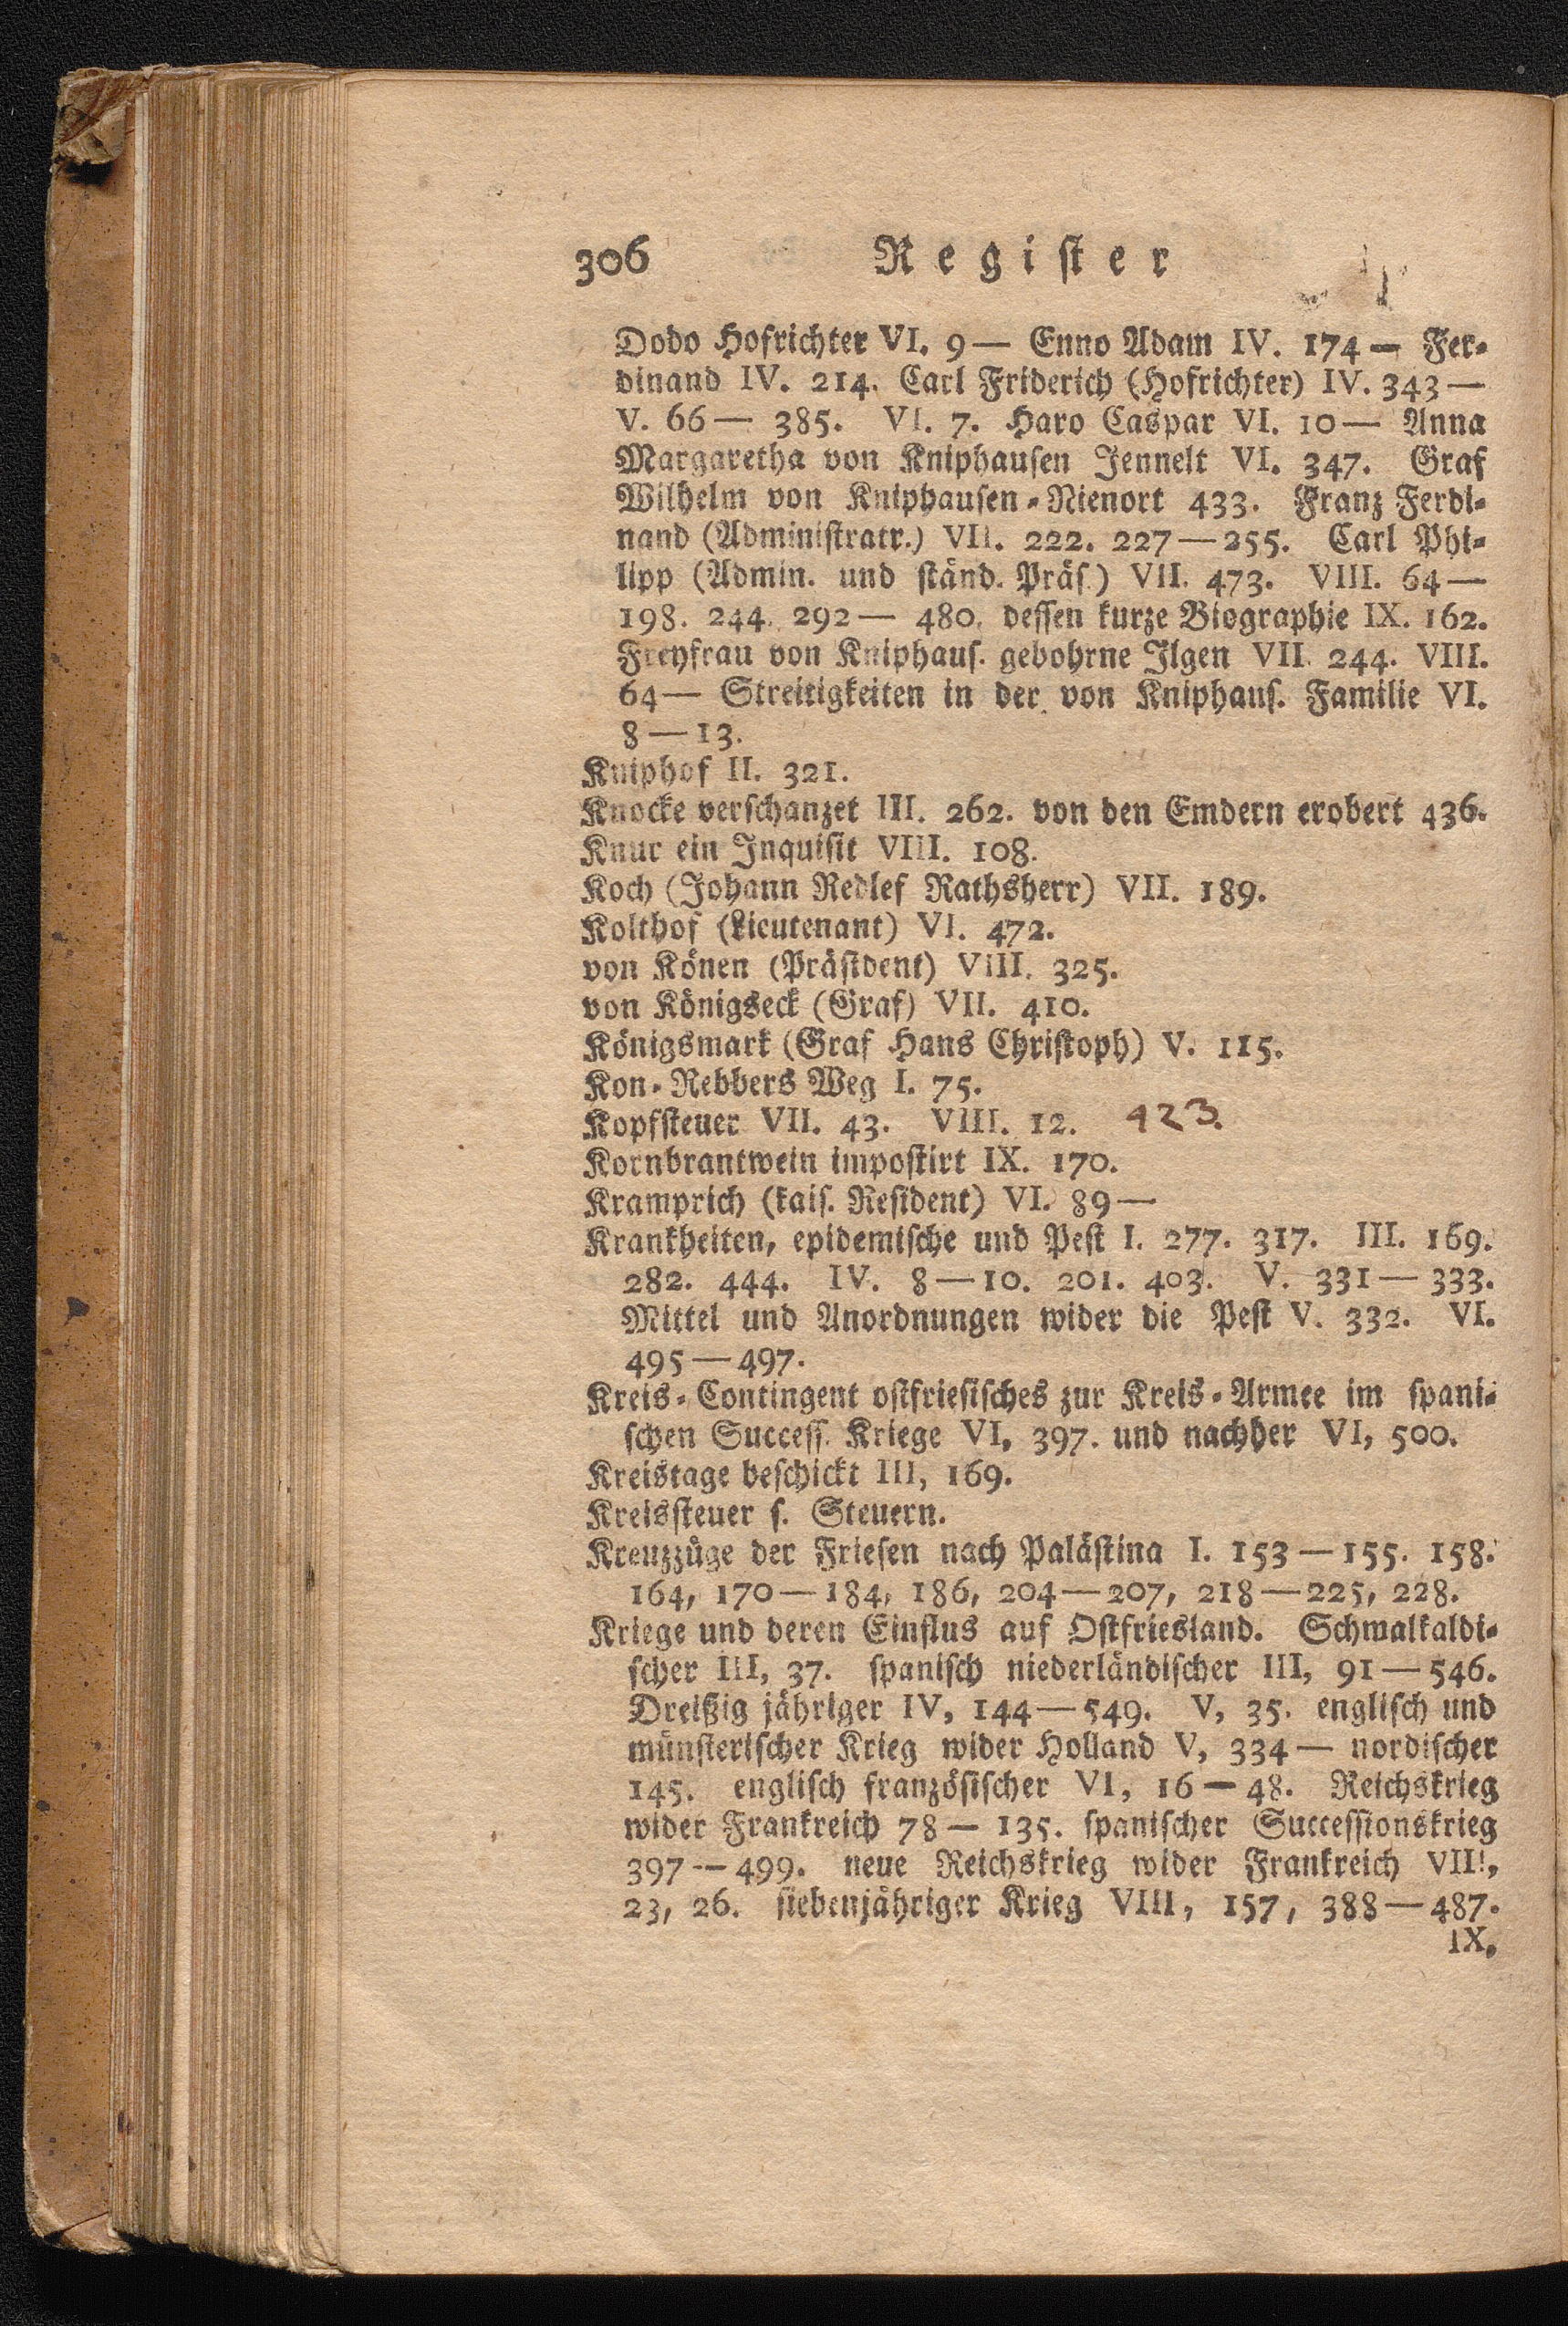 306 Regiſter
Dodo Hofrichter VI. 9— Enno Adam IV. 174— Fer-
dinand IV. 214. Carl Friderich (Hofrichter) IV. 343—
V. 66— 385. VI. 7. Haro Caspar VI. 10— Anna
Margaretha von Kniphauſen Jennelt VI. 347. Graf
Wilhelm von Kniphauſen-Nienort 433. Franz Ferdi-
nand (Adminiſtratr.) VII. 222. 227—255. Carl Phi-
lipp (Admin. und ſtänd. Präſ.) VII. 473. VIII. 64—
198. 244. 292— 480. deſſen kurze Biographie IX. 162.
Freyfrau von Kniphauſ. gebohrne Ilgen VII. 244. VIII.
64— Streitigkeiten in der von Kniphauſ. Familie VI.
8—13.
Kniphof II. 321.
Knocke verſchanzet III. 262. von den Emdern erobert 436.
Knur ein Inquiſit VIII. 108.
Koch (Johann Redlef Rathsherr) VII. 189.
Kolthof (Lieutenant) VI. 472.
von Könen (Präſident) VIII. 325.
von Königseck (Graf) VII. 410.
Königsmark (Graf Hans Chriſtoph) V. 115.
Kon-Rebbers Weg I. 75.
Kopfſteuer VII. 43. VIII. 12. 423.
Kornbrantwein impoſtirt IX. 170.
Kramprich (kaiſ. Reſident) VI. 89—
Krankheiten, epidemiſche und Peſt I. 277. 317. III. 169.
282. 444. IV. 8—10. 201. 403. V. 331— 333.
Mittel und Anordnungen wider die Peſt V. 332. VI.
495—497.
Kreis-Contingent oſtfrieſiſches zur Kreis-Armee im ſpani-
ſchen Succeſſ. Kriege VI, 397. und nachher VI, 500.
Kreistage beſchickt III, 169.
Kreisſteuer ſ. Steuern.
Kreuzzüge der Frieſen nach Paläſtina I. 153—155. 158.
164, 170—184, 186, 204—207, 218—225, 228.
Kriege und deren Einflus auf Oſtfriesland. Schmalkaldi-
ſcher III, 37. ſpaniſch niederländiſcher III, 91—546.
Dreißig jähriger IV, 144—549. V, 35. engliſch und
münſteriſcher Krieg wider Holland V, 334— nordiſcher
145. engliſch franzöſiſcher VI, 16—48. Reichskrieg
wider Frankreich 78— 135. ſpaniſcher Succeſſionskrieg
397--499. neue Reichskrieg wider Frankreich VIII,
23, 26. ſiebenjähriger Krieg VIII, 157, 388—487.
IX,